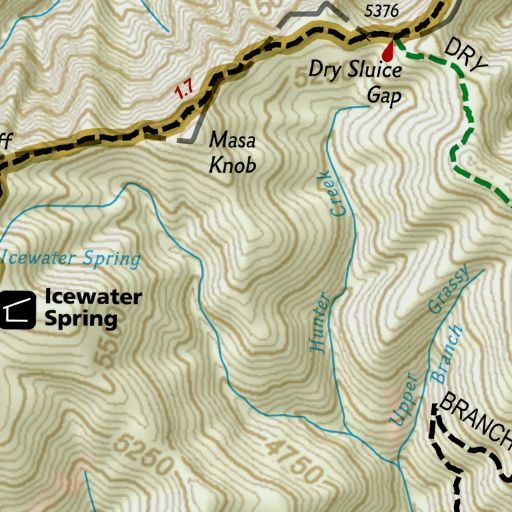 5376
DRY
Dry Sluice
Gap
1.7
ff
Masa
Knob
Creek
Icewater Spring
Icewater
Spring
Hunter
Grassy
Branch
Upper
BRANCH
5250
4750